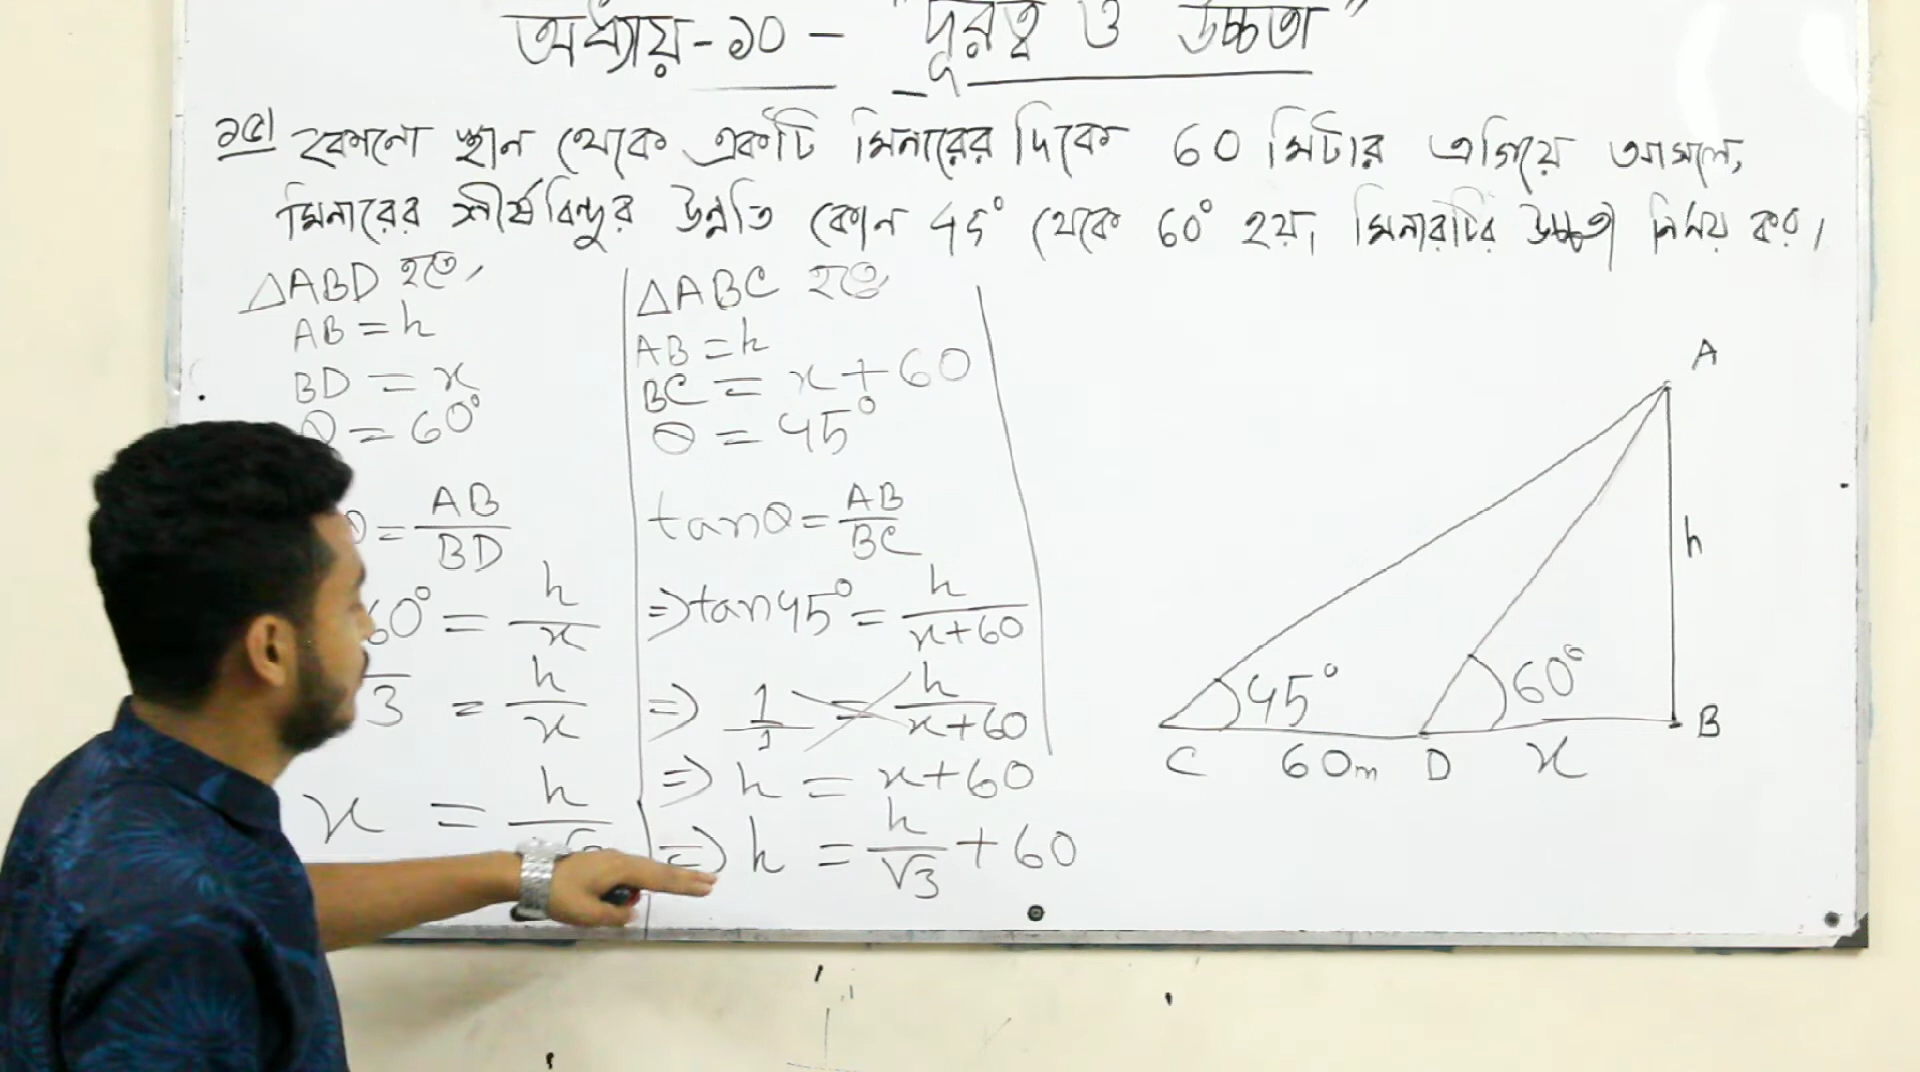 অধ্যায়-১০ - "দূরত্ব ও উচ্চতা"
১৫। কোনো স্থান থেকে একটি মিনারের দিকে 60 মিটার এগিয়ে আসলে,
মিনারের শীর্ষবিন্দুর উন্নতি কোন 45° থেকে 60° হয়, মিনারটির উচ্চতা নির্ণয় কর।
△ABD হতে,
AB = h
BD = x
θ = 60°
θ = AB/BD
60° = h/x
3 = h/x
x = h/
△ABC হতে,
AB = h
BC = x+60
θ = 45°
tanθ = AB/BC
⇒ tan45° = h/x+60
⇒ 1/1 = h/x+60
⇒ h = x+60
⇒ h = h/√3 + 60
A
h
45°
60°
B
C 60m D x